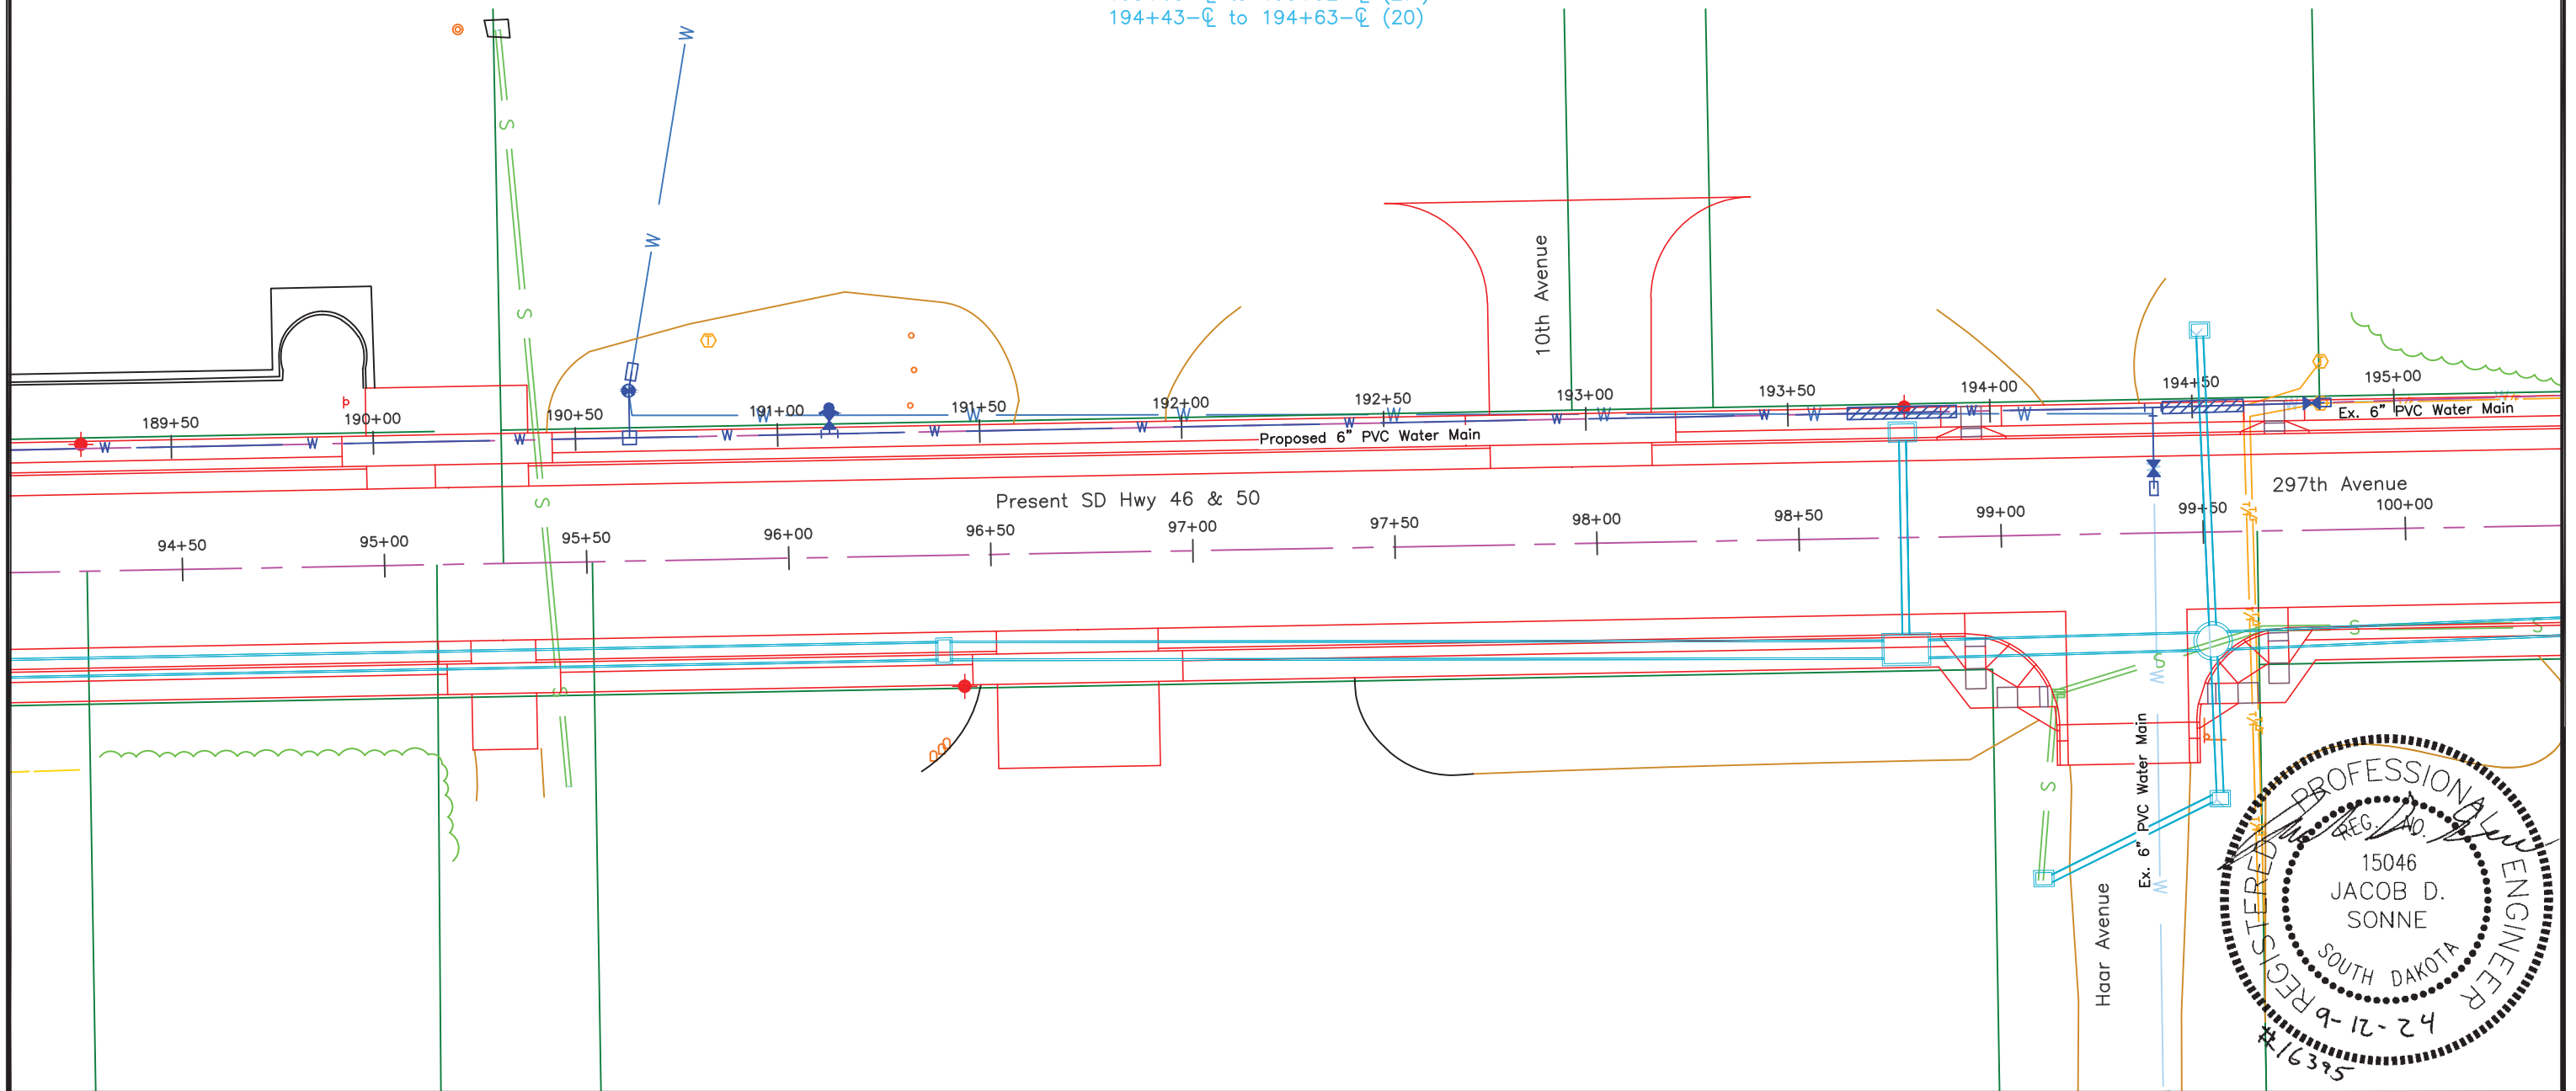 194+43-℄ to 194+63-℄ (20)
W
S
W
S
10th Avenue
189+50
190+00
190+50
191+00
191+50
192+00
192+50
193+00
193+50
194+00
194+50
195+00
W W W W W W W W W W W W W W W
Proposed 6" PVC Water Main
Ex. 6" PVC Water Main
S
Present SD Hwy 46 & 50
297th Avenue
94+50
95+00
95+50
96+00
96+50
97+00
97+50
98+00
98+50
99+00
99+50
100+00
S
S
S
S
W
S
W
Ex. 6" PVC Water Main
Haar Avenue
REGISTERED PROFESSIONAL ENGINEER
REG. NO.
15046
JACOB D.
SONNE
SOUTH DAKOTA
9-12-24
#16395